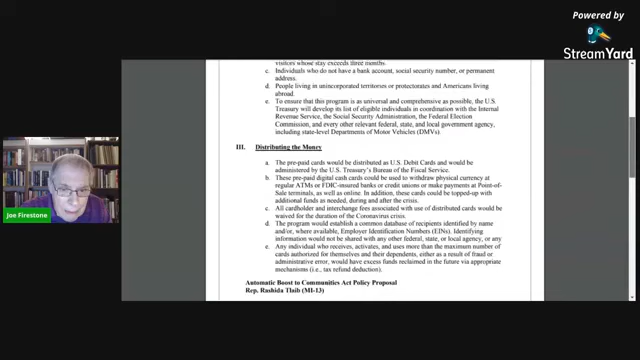 Powered by
StreamYard
visitors whose stay exceeds three months.
c. Individuals who do not have a bank account, social security number, or permanent
address.
d. People living in unincorporated territories or protectorates and Americans living
abroad.
e. To ensure that this program is as universal and comprehensive as possible, the U.S.
Treasury will develop its list of eligible individuals in coordination with the Internal
Revenue Service, the Social Security Administration, the Federal Election
Commission, and every other relevant federal, state, and local government agency,
including state-level Departments of Motor Vehicles (DMVs).
III. Distributing the Money
a. The pre-paid cards would be distributed as U.S. Debit Cards and would be
administered by the U.S. Treasury's Bureau of the Fiscal Service.
b. These pre-paid digital cash cards could be used to withdraw physical currency at
regular ATMs or FDIC-insured banks or credit unions or make payments at Point-of-
Sale terminals, as well as online. In addition, these cards could be topped-up with
additional funds as needed, during and after the crisis.
c. All cardholder and interchange fees associated with use of distributed cards would be
waived for the duration of the Coronavirus crisis.
d. The program would establish a common database of recipients identified by name
and/or, where available, Employer Identification Numbers (EINs). Identifying
information would not be shared with any other federal, state, or local agency, or any
e. Any individual who receives, activates, and uses more than the maximum number of
cards authorized for themselves and their dependents, either as a result of fraud or
administrative error, would have excess funds reclaimed in the future via appropriate
mechanisms (i.e., tax refund deduction).
Automatic Boost to Communities Act Policy Proposal
Rep. Rashida Tlaib (MI-13)
Joe Firestone